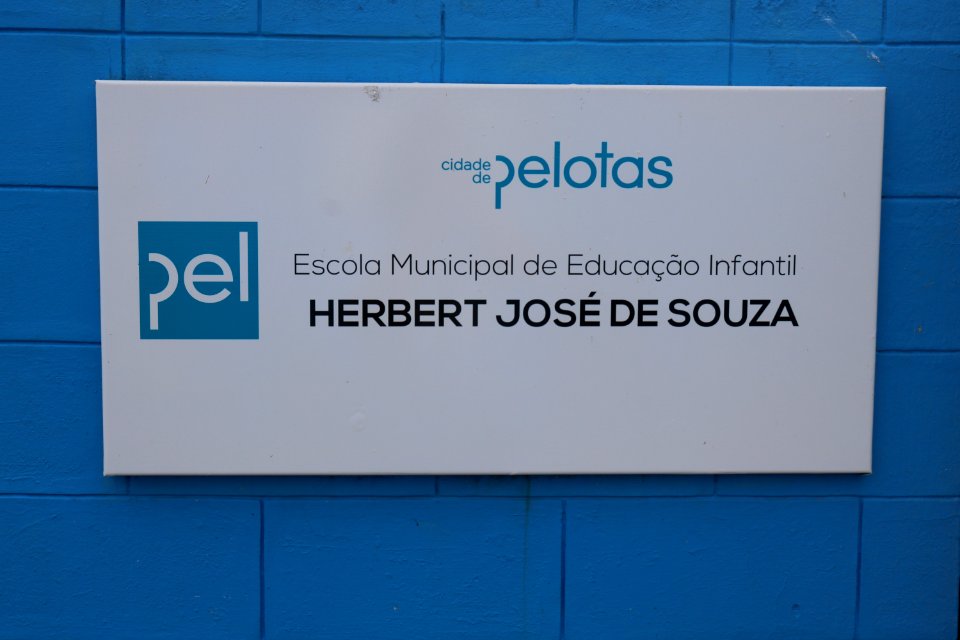 cidade
de pelotas
pel
Escola Municipal de Educação Infantil
HERBERT JOSÉ DE SOUZA